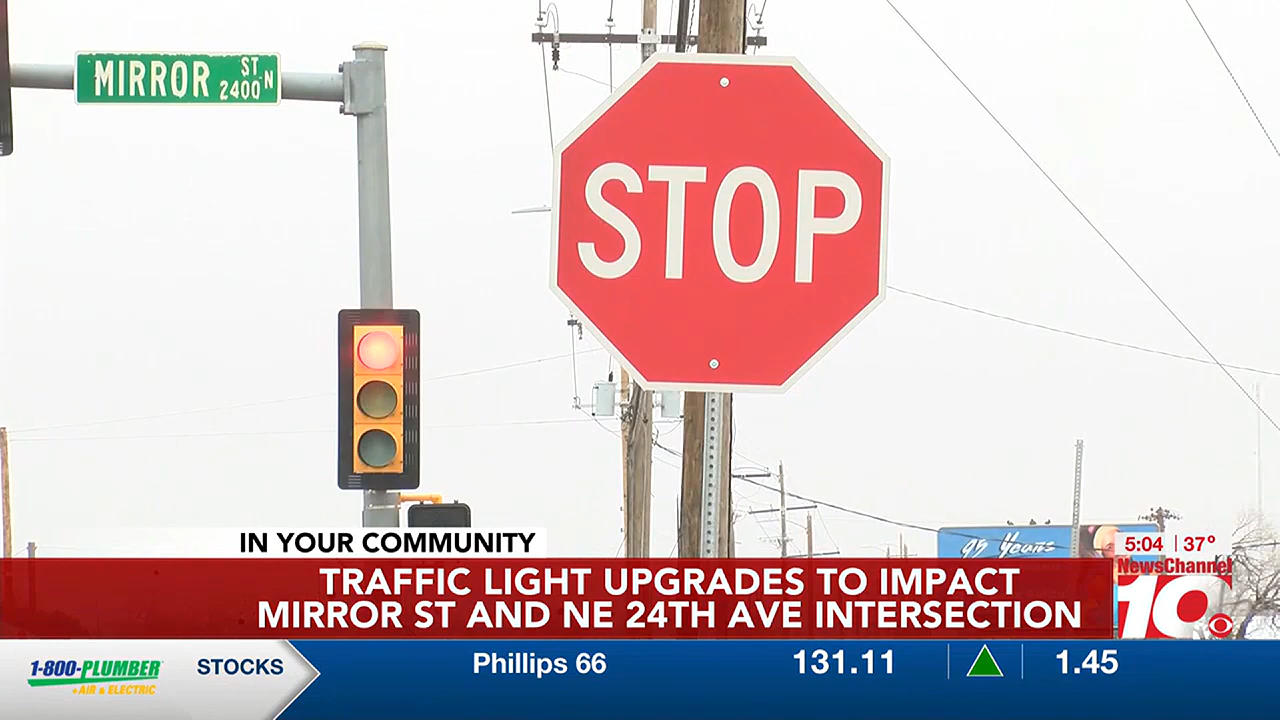 MIRROR ST
2400 N
STOP
95 Years
IN YOUR COMMUNITY
5:04 37°
TRAFFIC LIGHT UPGRADES TO IMPACT
MIRROR ST AND NE 24TH AVE INTERSECTION
NewsChannel
10
1-800-PLUMBER
+AIR & ELECTRIC
STOCKS
Phillips 66 131.11 1.45